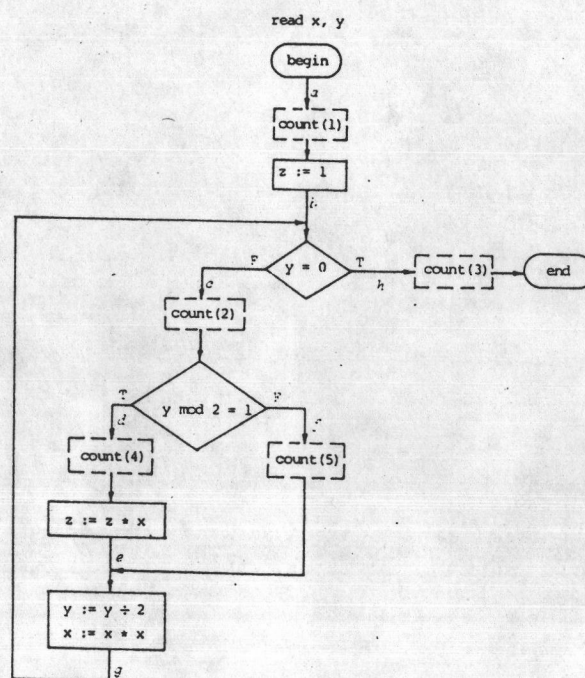 read x, y
begin
a
count(1)
z := 1
F
y = 0
T
h
count(3)
end
c
count(2)
T
y mod 2 = 1
F
d
count(4)
count(5)
z := z * x
e
y := y ÷ 2
x := x * x
g